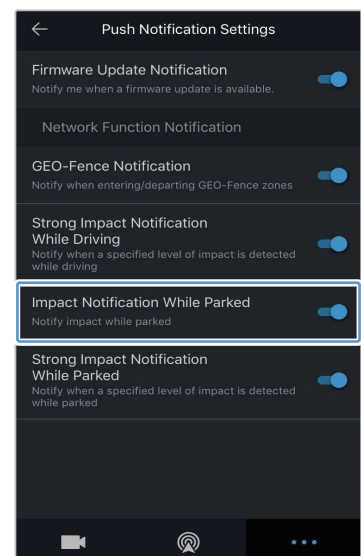 Push Notification Settings
Firmware Update Notification
Notify me when a firmware update is available.
Network Function Notification
GEO-Fence Notification
Notify when entering/departing GEO-Fence zones
Strong Impact Notification
While Driving
Notify when a specified level of impact is detected
while driving
Impact Notification While Parked
Notify impact while parked
Strong Impact Notification
While Parked
Notify when a specified level of impact is detected
while parked